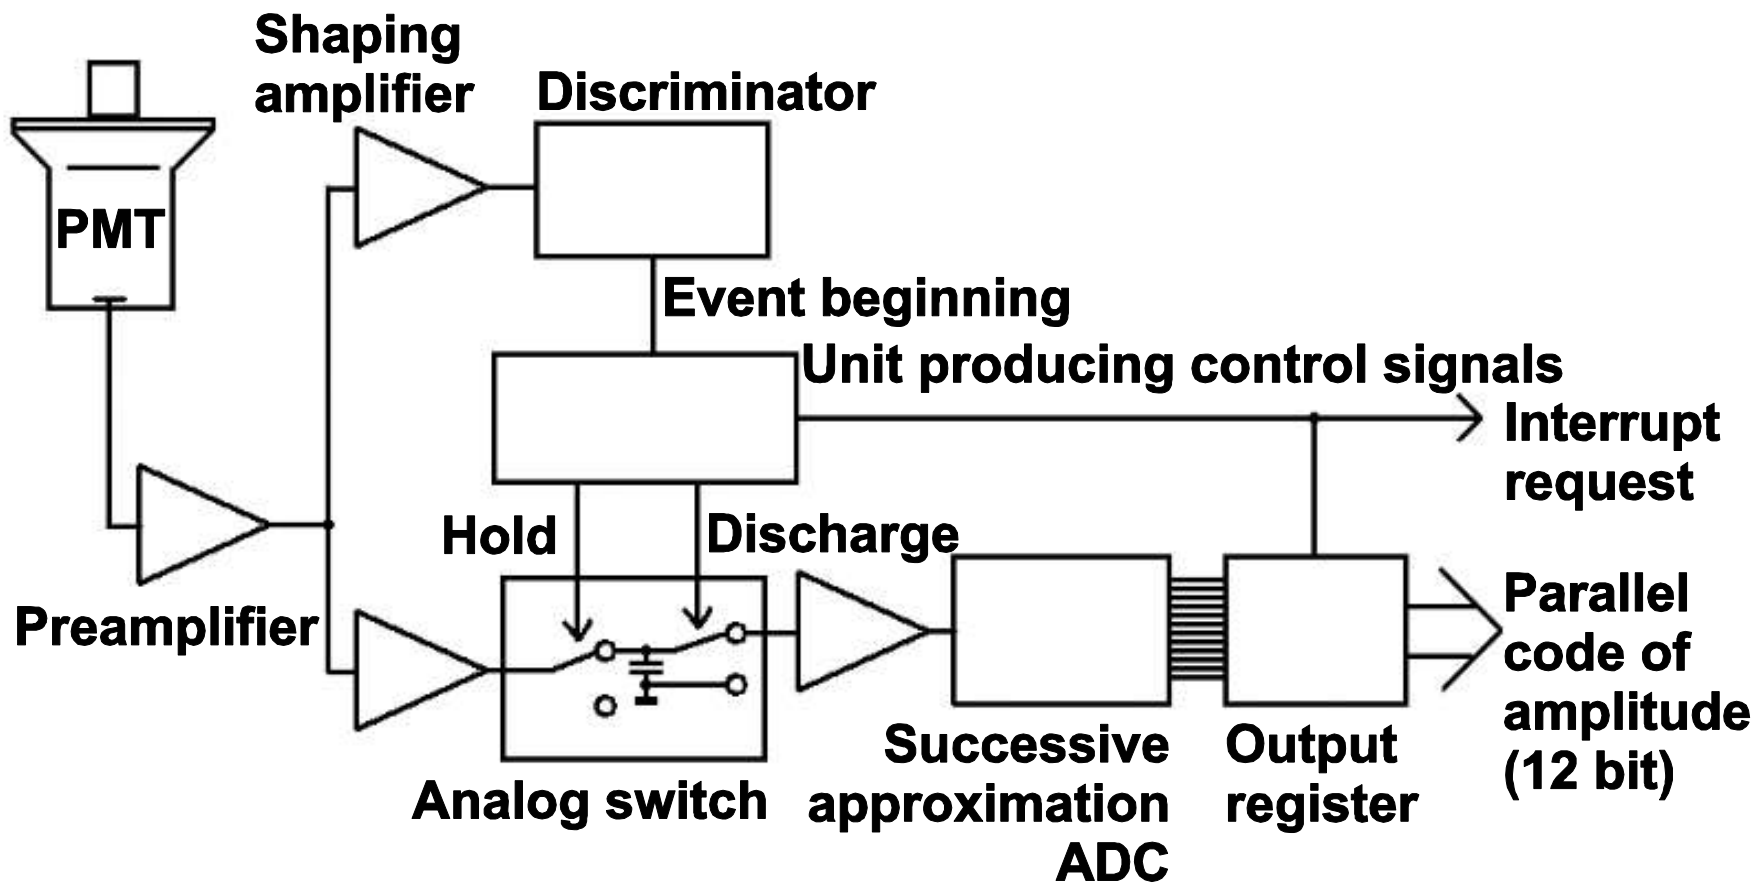 Shaping
amplifier
Discriminator
PMT
Event beginning
Unit producing control signals
Interrupt
request
Hold
Discharge
Preamplifier
Parallel
code of
amplitude
(12 bit)
Analog switch
Successive
approximation
ADC
Output
register